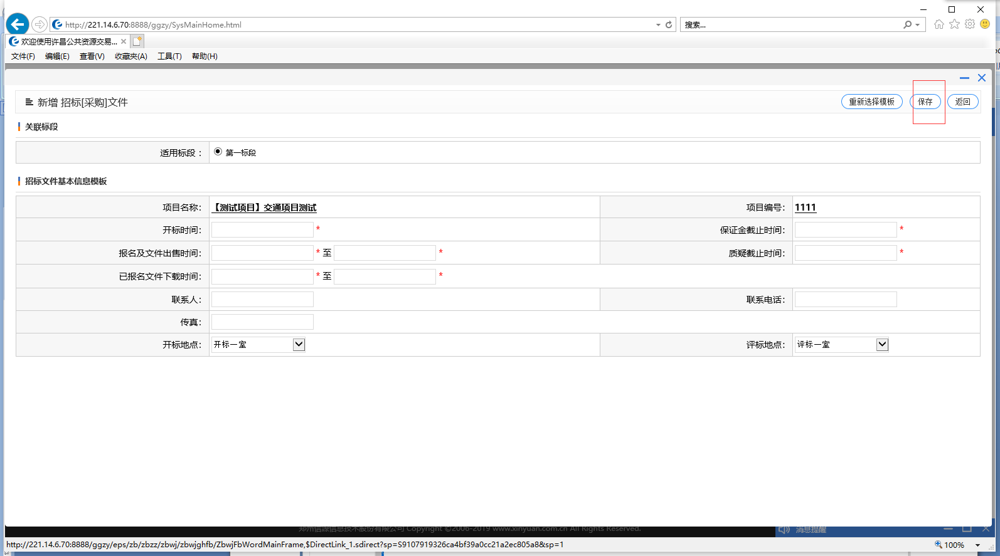 http://221.14.6.70:8888/ggzy/SysMainHome.html
搜索...
欢迎使用许昌公共资源交易...
文件(F) 编辑(E) 查看(V) 收藏夹(A) 工具(T) 帮助(H)
新增 招标[采购]文件
重新选择模板 保存 返回
关联标段
适用标段： 第一标段
招标文件基本信息模板
项目名称： 【测试项目】交通项目测试 项目编号： 1111
开标时间： * 保证金截止时间： *
报名及文件出售时间： * 至 * 质疑截止时间： *
已报名文件下载时间： * 至 *
联系人： 联系电话：
传真：
开标地点： 开标一室 评标地点： 评标一室
郑州信源信息技术股份有限公司 Copyright ©2006-2019 www.xinyuan.com.cn All Rights Reserved.
消息提醒
http://221.14.6.70:8888/ggzy/eps/zb/zbzz/zbwj/zbwjghfb/ZbwjFbWordMainFrame,$DirectLink_1.sdirect?sp=S9107919326ca4bf39a0cc21a2ec805a8&sp=1
100%